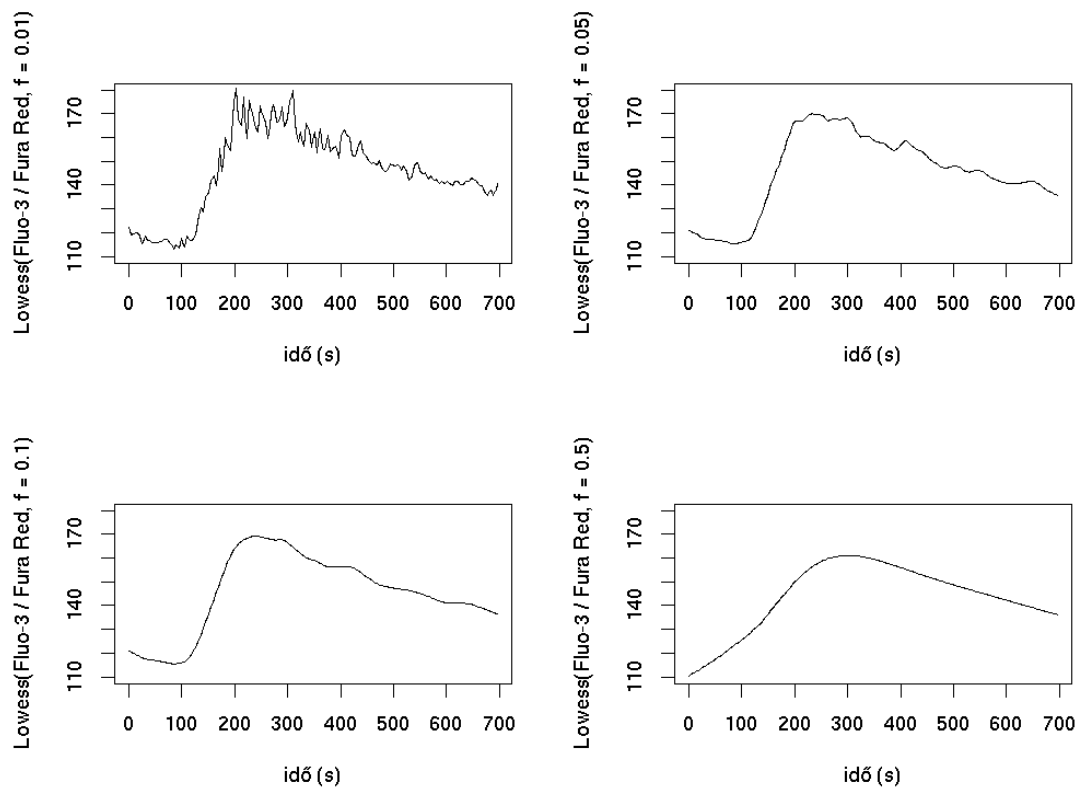 Lowess(Fluo-3 / Fura Red, f = 0.01)
170
140
110
0 100 200 300 400 500 600 700
idő (s)
Lowess(Fluo-3 / Fura Red, f = 0.05)
170
140
110
0 100 200 300 400 500 600 700
idő (s)
Lowess(Fluo-3 / Fura Red, f = 0.1)
170
140
110
0 100 200 300 400 500 600 700
idő (s)
Lowess(Fluo-3 / Fura Red, f = 0.5)
170
140
110
0 100 200 300 400 500 600 700
idő (s)